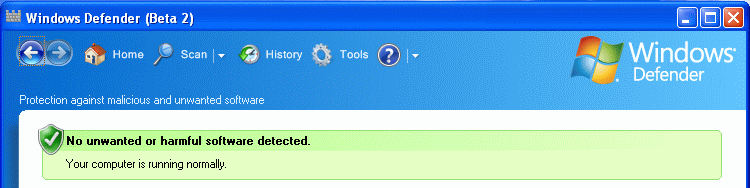 Windows Defender (Beta 2)
Home Scan History Tools ?
Windows
Defender
Protection against malicious and unwanted software
No unwanted or harmful software detected.
Your computer is running normally.